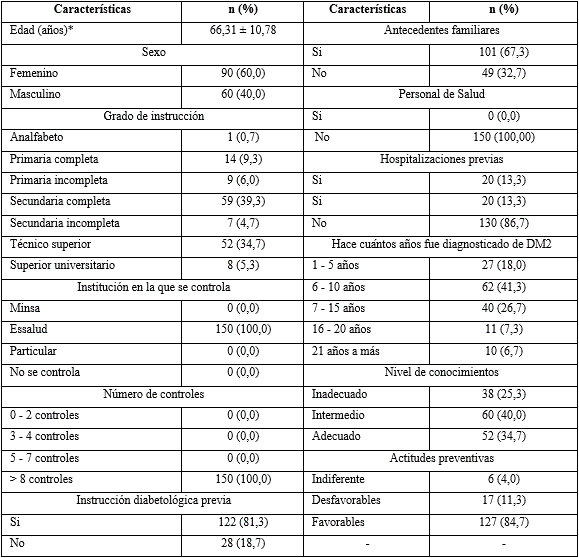 Características n (%) Características n (%)
Edad (años)* 66,31 ± 10,78 Antecedentes familiares
Sexo Si 101 (67,3)
Femenino 90 (60,0) No 49 (32,7)
Masculino 60 (40,0) Personal de Salud
Grado de instrucción Si 0 (0,0)
Analfabeto 1 (0,7) No 150 (100,00)
Primaria completa 14 (9,3) Hospitalizaciones previas
Primaria incompleta 9 (6,0) Si 20 (13,3)
Secundaria completa 59 (39,3) Si 20 (13,3)
Secundaria incompleta 7 (4,7) No 130 (86,7)
Técnico superior 52 (34,7) Hace cuántos años fue diagnosticado de DM2
Superior universitario 8 (5,3) 1 - 5 años 27 (18,0)
Institución en la que se controla 6 - 10 años 62 (41,3)
Minsa 0 (0,0) 7 - 15 años 40 (26,7)
Essalud 150 (100,0) 16 - 20 años 11 (7,3)
Particular 0 (0,0) 21 años a más 10 (6,7)
No se controla 0 (0,0) Nivel de conocimientos
Número de controles Inadecuado 38 (25,3)
0 - 2 controles 0 (0,0) Intermedio 60 (40,0)
3 - 4 controles 0 (0,0) Adecuado 52 (34,7)
5 - 7 controles 0 (0,0) Actitudes preventivas
> 8 controles 150 (100,0) Indiferente 6 (4,0)
Instrucción diabetológica previa Desfavorables 17 (11,3)
Si 122 (81,3) Favorables 127 (84,7)
No 28 (18,7) - -